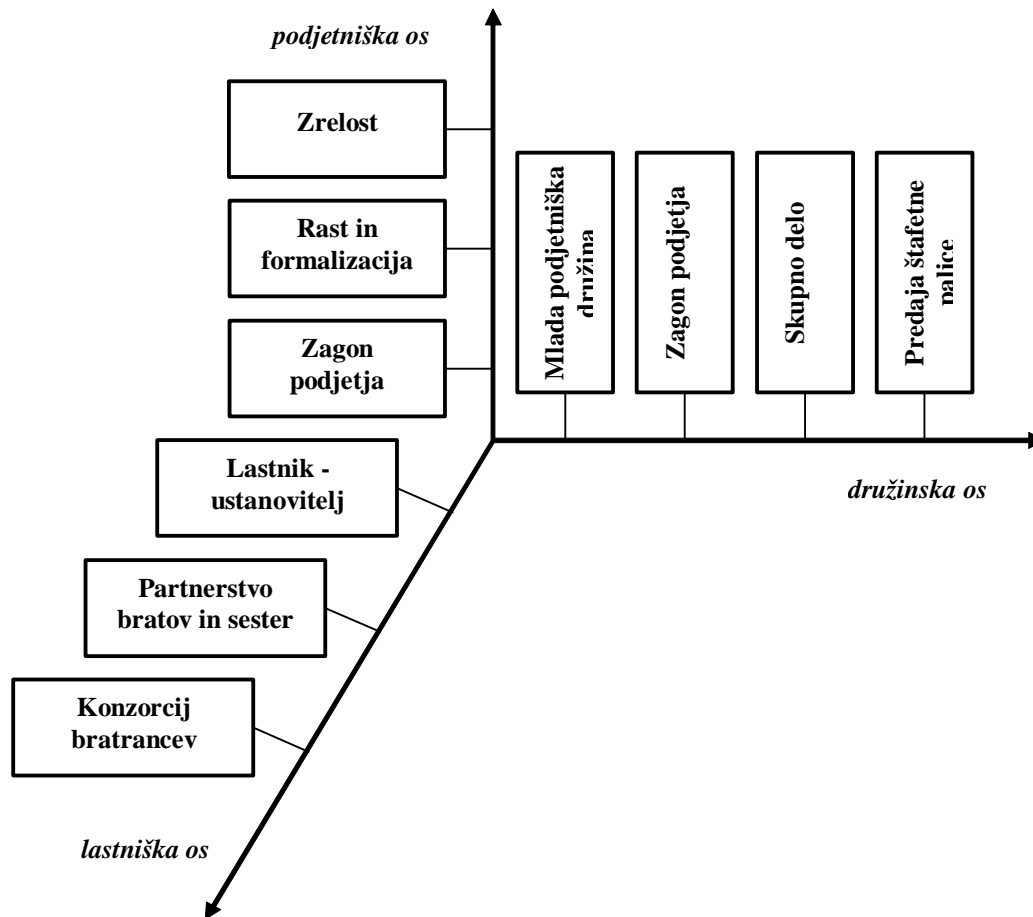 podjetniška os
Zrelost
Rast in
formalizacija
Zagon
podjetja
Lastnik -
ustanovitelj
Partnerstvo
bratov in sester
Konzorcij
bratrancev
lastniška os
Mlada podjetniška
družina
Zagon podjetja
Skupno delo
Predaja štafetne
palice
družinska os